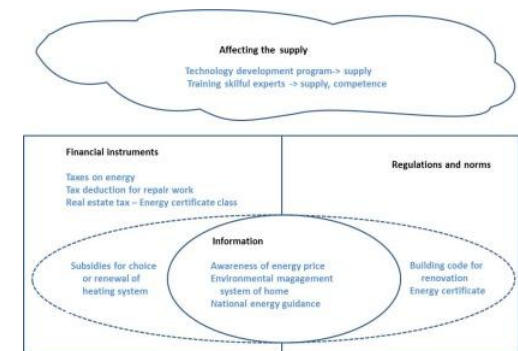 Affecting the supply
Technology development program-> supply
Training skilful experts -> supply, competence
Financial instruments
Taxes on energy
Tax deduction for repair work
Real estate tax – Energy certificate class
Regulations and norms
Subsidies for choice
or renewal of
heating system
Information
Awareness of energy price
Environmental magagement
system of home
National energy guidance
Building code for
renovation
Energy certificate